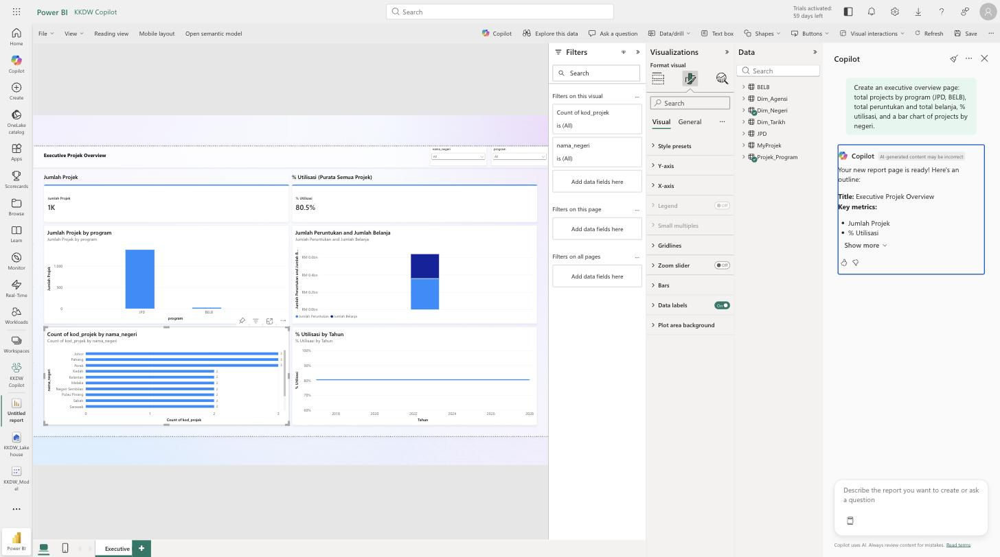 Power BI KKDW Copilot
Search
Trials activated:
59 days left
File View Reading view Mobile layout Open semantic model
Copilot Explore this data Ask a question Data/drill Text box Shapes Buttons Visual interactions Refresh Save
Home
Copilot
Create
OneLake
catalog
Apps
Scorecards
Browse
Learn
Monitor
Real-Time
Workloads
Workspaces
KKDW
Copilot
Untitled
report
KKDW_Lake
house
KKDW_Mod
el
Power BI
Executive Projek Overview
nama_negeri
All
program
All
Jumlah Projek
Jumlah Projek
1K
% Utilisasi (Purata Semua Projek)
% Utilisasi
80.5%
Jumlah Projek by program
Jumlah Projek by program
Jumlah Projek
1,000
500
0
JPD BELB
program
Jumlah Peruntukan and Jumlah Belanja
Jumlah Peruntukan and Jumlah Belanja
Jumlah Peruntukan and Jumlah B...
RM 0.6bn
RM 0.4bn
RM 0.2bn
RM 0.0bn
Jumlah Peruntukan Jumlah Belanja
Count of kod_projek by nama_negeri
Count of kod_projek by nama_negeri
nama_negeri
Johor 3
Pahang 3
Perak 3
Kedah 2
Kelantan 2
Melaka 2
Negeri Sembilan 2
Pulau Pinang 2
Sabah 2
Sarawak 2
0 1 2 3
Count of kod_projek
% Utilisasi by Tahun
% Utilisasi by Tahun
% Utilisasi
100%
90%
80%
70%
60%
2018 2020 2022 2024 2026 2028
Tahun
Executive
Filters
Search
Filters on this visual
Count of kod_projek
is (All)
nama_negeri
is (All)
Add data fields here
Filters on this page
Add data fields here
Filters on all pages
Add data fields here
Visualizations
Format visual
Search
Visual General
Style presets
Y-axis
X-axis
Legend Off
Small multiples
Gridlines
Zoom slider Off
Bars
Data labels On
Plot area background
Data
Search
BELB
Dim_Agensi
Dim_Negeri
Dim_Tarikh
JPD
MyProjek
Projek_Program
Copilot
Create an executive overview page:
total projects by program (JPD, BELB),
total peruntukan and total belanja, %
utilisasi, and a bar chart of projects by
negeri.
Copilot AI-generated content may be incorrect
Your new report page is ready! Here's an
outline:
Title: Executive Projek Overview
Key metrics:
• Jumlah Projek
• % Utilisasi
Show more
Describe the report you want to create or ask
a question
Copilot uses AI. Always review content for mistakes. Read terms